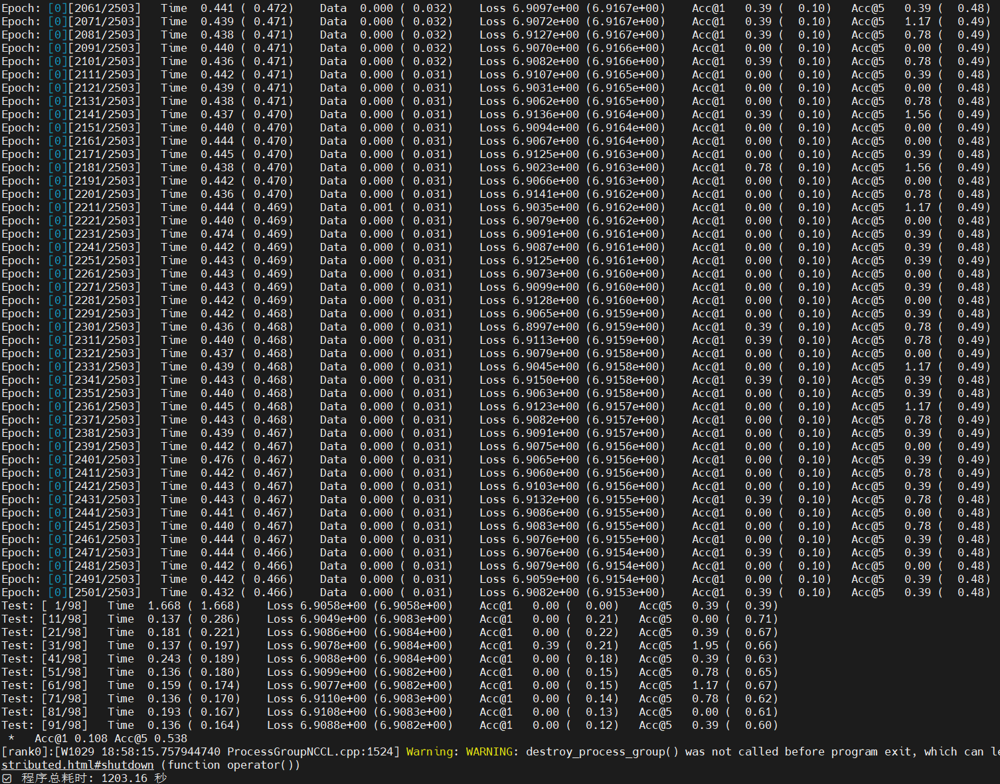 Epoch: [0][2061/2503]   Time  0.441 ( 0.472)    Data  0.000 ( 0.032)    Loss 6.9097e+00 (6.9167e+00)    Acc@1   0.39 (  0.10)   Acc@5   0.39 (  0.48)
Epoch: [0][2071/2503]   Time  0.439 ( 0.471)    Data  0.000 ( 0.032)    Loss 6.9072e+00 (6.9167e+00)    Acc@1   0.39 (  0.10)   Acc@5   1.17 (  0.49)
Epoch: [0][2081/2503]   Time  0.438 ( 0.471)    Data  0.000 ( 0.032)    Loss 6.9127e+00 (6.9167e+00)    Acc@1   0.39 (  0.10)   Acc@5   0.78 (  0.49)
Epoch: [0][2091/2503]   Time  0.440 ( 0.471)    Data  0.000 ( 0.032)    Loss 6.9070e+00 (6.9166e+00)    Acc@1   0.00 (  0.10)   Acc@5   0.00 (  0.49)
Epoch: [0][2101/2503]   Time  0.436 ( 0.471)    Data  0.000 ( 0.032)    Loss 6.9082e+00 (6.9166e+00)    Acc@1   0.39 (  0.10)   Acc@5   0.78 (  0.49)
Epoch: [0][2111/2503]   Time  0.442 ( 0.471)    Data  0.000 ( 0.031)    Loss 6.9107e+00 (6.9165e+00)    Acc@1   0.00 (  0.10)   Acc@5   0.39 (  0.48)
Epoch: [0][2121/2503]   Time  0.439 ( 0.471)    Data  0.000 ( 0.031)    Loss 6.9031e+00 (6.9165e+00)    Acc@1   0.00 (  0.10)   Acc@5   0.00 (  0.48)
Epoch: [0][2131/2503]   Time  0.438 ( 0.471)    Data  0.000 ( 0.031)    Loss 6.9062e+00 (6.9165e+00)    Acc@1   0.00 (  0.10)   Acc@5   0.78 (  0.48)
Epoch: [0][2141/2503]   Time  0.437 ( 0.470)    Data  0.000 ( 0.031)    Loss 6.9136e+00 (6.9164e+00)    Acc@1   0.39 (  0.10)   Acc@5   1.56 (  0.49)
Epoch: [0][2151/2503]   Time  0.440 ( 0.470)    Data  0.000 ( 0.031)    Loss 6.9094e+00 (6.9164e+00)    Acc@1   0.00 (  0.10)   Acc@5   0.00 (  0.49)
Epoch: [0][2161/2503]   Time  0.444 ( 0.470)    Data  0.000 ( 0.031)    Loss 6.9067e+00 (6.9164e+00)    Acc@1   0.00 (  0.10)   Acc@5   0.00 (  0.48)
Epoch: [0][2171/2503]   Time  0.445 ( 0.470)    Data  0.000 ( 0.031)    Loss 6.9125e+00 (6.9163e+00)    Acc@1   0.00 (  0.10)   Acc@5   0.39 (  0.48)
Epoch: [0][2181/2503]   Time  0.438 ( 0.470)    Data  0.000 ( 0.031)    Loss 6.9023e+00 (6.9163e+00)    Acc@1   0.78 (  0.10)   Acc@5   1.56 (  0.49)
Epoch: [0][2191/2503]   Time  0.442 ( 0.470)    Data  0.000 ( 0.031)    Loss 6.9066e+00 (6.9163e+00)    Acc@1   0.00 (  0.10)   Acc@5   0.00 (  0.48)
Epoch: [0][2201/2503]   Time  0.436 ( 0.470)    Data  0.000 ( 0.031)    Loss 6.9141e+00 (6.9162e+00)    Acc@1   0.00 (  0.10)   Acc@5   0.78 (  0.48)
Epoch: [0][2211/2503]   Time  0.444 ( 0.469)    Data  0.001 ( 0.031)    Loss 6.9035e+00 (6.9162e+00)    Acc@1   0.00 (  0.10)   Acc@5   1.17 (  0.49)
Epoch: [0][2221/2503]   Time  0.440 ( 0.469)    Data  0.000 ( 0.031)    Loss 6.9079e+00 (6.9162e+00)    Acc@1   0.00 (  0.10)   Acc@5   0.00 (  0.48)
Epoch: [0][2231/2503]   Time  0.474 ( 0.469)    Data  0.000 ( 0.031)    Loss 6.9091e+00 (6.9161e+00)    Acc@1   0.00 (  0.10)   Acc@5   0.39 (  0.48)
Epoch: [0][2241/2503]   Time  0.442 ( 0.469)    Data  0.000 ( 0.031)    Loss 6.9087e+00 (6.9161e+00)    Acc@1   0.00 (  0.10)   Acc@5   0.39 (  0.48)
Epoch: [0][2251/2503]   Time  0.443 ( 0.469)    Data  0.000 ( 0.031)    Loss 6.9125e+00 (6.9161e+00)    Acc@1   0.00 (  0.10)   Acc@5   0.39 (  0.48)
Epoch: [0][2261/2503]   Time  0.443 ( 0.469)    Data  0.000 ( 0.031)    Loss 6.9073e+00 (6.9160e+00)    Acc@1   0.00 (  0.10)   Acc@5   0.00 (  0.48)
Epoch: [0][2271/2503]   Time  0.443 ( 0.469)    Data  0.000 ( 0.031)    Loss 6.9099e+00 (6.9160e+00)    Acc@1   0.00 (  0.10)   Acc@5   0.39 (  0.48)
Epoch: [0][2281/2503]   Time  0.442 ( 0.469)    Data  0.000 ( 0.031)    Loss 6.9128e+00 (6.9160e+00)    Acc@1   0.00 (  0.10)   Acc@5   0.00 (  0.48)
Epoch: [0][2291/2503]   Time  0.442 ( 0.468)    Data  0.000 ( 0.031)    Loss 6.9065e+00 (6.9159e+00)    Acc@1   0.00 (  0.10)   Acc@5   0.39 (  0.48)
Epoch: [0][2301/2503]   Time  0.436 ( 0.468)    Data  0.000 ( 0.031)    Loss 6.8997e+00 (6.9159e+00)    Acc@1   0.39 (  0.10)   Acc@5   0.78 (  0.49)
Epoch: [0][2311/2503]   Time  0.440 ( 0.468)    Data  0.000 ( 0.031)    Loss 6.9113e+00 (6.9159e+00)    Acc@1   0.39 (  0.10)   Acc@5   0.78 (  0.49)
Epoch: [0][2321/2503]   Time  0.437 ( 0.468)    Data  0.000 ( 0.031)    Loss 6.9079e+00 (6.9158e+00)    Acc@1   0.00 (  0.10)   Acc@5   0.00 (  0.48)
Epoch: [0][2331/2503]   Time  0.439 ( 0.468)    Data  0.000 ( 0.031)    Loss 6.9045e+00 (6.9158e+00)    Acc@1   0.00 (  0.10)   Acc@5   1.17 (  0.49)
Epoch: [0][2341/2503]   Time  0.443 ( 0.468)    Data  0.000 ( 0.031)    Loss 6.9150e+00 (6.9158e+00)    Acc@1   0.39 (  0.10)   Acc@5   0.39 (  0.48)
Epoch: [0][2351/2503]   Time  0.440 ( 0.468)    Data  0.000 ( 0.031)    Loss 6.9063e+00 (6.9158e+00)    Acc@1   0.00 (  0.10)   Acc@5   0.39 (  0.48)
Epoch: [0][2361/2503]   Time  0.445 ( 0.468)    Data  0.000 ( 0.031)    Loss 6.9123e+00 (6.9157e+00)    Acc@1   0.00 (  0.10)   Acc@5   1.17 (  0.49)
Epoch: [0][2371/2503]   Time  0.443 ( 0.468)    Data  0.000 ( 0.031)    Loss 6.9082e+00 (6.9157e+00)    Acc@1   0.00 (  0.10)   Acc@5   0.78 (  0.49)
Epoch: [0][2381/2503]   Time  0.439 ( 0.467)    Data  0.000 ( 0.031)    Loss 6.9091e+00 (6.9157e+00)    Acc@1   0.00 (  0.10)   Acc@5   0.39 (  0.49)
Epoch: [0][2391/2503]   Time  0.442 ( 0.467)    Data  0.000 ( 0.031)    Loss 6.9075e+00 (6.9156e+00)    Acc@1   0.00 (  0.10)   Acc@5   0.00 (  0.49)
Epoch: [0][2401/2503]   Time  0.476 ( 0.467)    Data  0.000 ( 0.031)    Loss 6.9065e+00 (6.9156e+00)    Acc@1   0.00 (  0.10)   Acc@5   0.39 (  0.49)
Epoch: [0][2411/2503]   Time  0.442 ( 0.467)    Data  0.000 ( 0.031)    Loss 6.9060e+00 (6.9156e+00)    Acc@1   0.00 (  0.10)   Acc@5   0.78 (  0.49)
Epoch: [0][2421/2503]   Time  0.443 ( 0.467)    Data  0.000 ( 0.031)    Loss 6.9103e+00 (6.9156e+00)    Acc@1   0.00 (  0.10)   Acc@5   0.39 (  0.49)
Epoch: [0][2431/2503]   Time  0.443 ( 0.467)    Data  0.000 ( 0.031)    Loss 6.9132e+00 (6.9155e+00)    Acc@1   0.39 (  0.10)   Acc@5   0.78 (  0.48)
Epoch: [0][2441/2503]   Time  0.441 ( 0.467)    Data  0.000 ( 0.031)    Loss 6.9086e+00 (6.9155e+00)    Acc@1   0.00 (  0.10)   Acc@5   0.00 (  0.48)
Epoch: [0][2451/2503]   Time  0.440 ( 0.467)    Data  0.000 ( 0.031)    Loss 6.9083e+00 (6.9155e+00)    Acc@1   0.00 (  0.10)   Acc@5   0.78 (  0.48)
Epoch: [0][2461/2503]   Time  0.444 ( 0.467)    Data  0.000 ( 0.031)    Loss 6.9076e+00 (6.9155e+00)    Acc@1   0.00 (  0.10)   Acc@5   0.39 (  0.48)
Epoch: [0][2471/2503]   Time  0.444 ( 0.466)    Data  0.000 ( 0.031)    Loss 6.9076e+00 (6.9154e+00)    Acc@1   0.39 (  0.10)   Acc@5   0.39 (  0.48)
Epoch: [0][2481/2503]   Time  0.442 ( 0.466)    Data  0.000 ( 0.031)    Loss 6.9079e+00 (6.9154e+00)    Acc@1   0.00 (  0.10)   Acc@5   0.00 (  0.48)
Epoch: [0][2491/2503]   Time  0.442 ( 0.466)    Data  0.000 ( 0.031)    Loss 6.9059e+00 (6.9154e+00)    Acc@1   0.00 (  0.10)   Acc@5   0.39 (  0.48)
Epoch: [0][2501/2503]   Time  0.432 ( 0.466)    Data  0.000 ( 0.031)    Loss 6.9082e+00 (6.9153e+00)    Acc@1   0.39 (  0.10)   Acc@5   0.39 (  0.48)
Test: [ 1/98]   Time  1.668 ( 1.668)    Loss 6.9058e+00 (6.9058e+00)    Acc@1   0.00 (  0.00)   Acc@5   0.39 (  0.39)
Test: [11/98]   Time  0.137 ( 0.286)    Loss 6.9049e+00 (6.9083e+00)    Acc@1   0.00 (  0.21)   Acc@5   0.00 (  0.71)
Test: [21/98]   Time  0.181 ( 0.221)    Loss 6.9086e+00 (6.9084e+00)    Acc@1   0.00 (  0.22)   Acc@5   0.39 (  0.67)
Test: [31/98]   Time  0.137 ( 0.197)    Loss 6.9078e+00 (6.9084e+00)    Acc@1   0.39 (  0.21)   Acc@5   1.95 (  0.66)
Test: [41/98]   Time  0.243 ( 0.189)    Loss 6.9088e+00 (6.9084e+00)    Acc@1   0.00 (  0.18)   Acc@5   0.39 (  0.63)
Test: [51/98]   Time  0.136 ( 0.180)    Loss 6.9099e+00 (6.9082e+00)    Acc@1   0.00 (  0.15)   Acc@5   0.78 (  0.65)
Test: [61/98]   Time  0.159 ( 0.174)    Loss 6.9077e+00 (6.9082e+00)    Acc@1   0.00 (  0.15)   Acc@5   1.17 (  0.67)
Test: [71/98]   Time  0.136 ( 0.170)    Loss 6.9110e+00 (6.9083e+00)    Acc@1   0.00 (  0.14)   Acc@5   0.78 (  0.62)
Test: [81/98]   Time  0.193 ( 0.167)    Loss 6.9108e+00 (6.9083e+00)    Acc@1   0.00 (  0.13)   Acc@5   0.00 (  0.61)
Test: [91/98]   Time  0.136 ( 0.164)    Loss 6.9088e+00 (6.9082e+00)    Acc@1   0.00 (  0.12)   Acc@5   0.39 (  0.60)
 *   Acc@1 0.108 Acc@5 0.538
[rank0]:[W1029 18:58:15.757944740 ProcessGroupNCCL.cpp:1524] Warning: WARNING: destroy_process_group() was not called before program exit, which can le
stributed.html#shutdown (function operator())
☑ 程序总耗时: 1203.16 秒